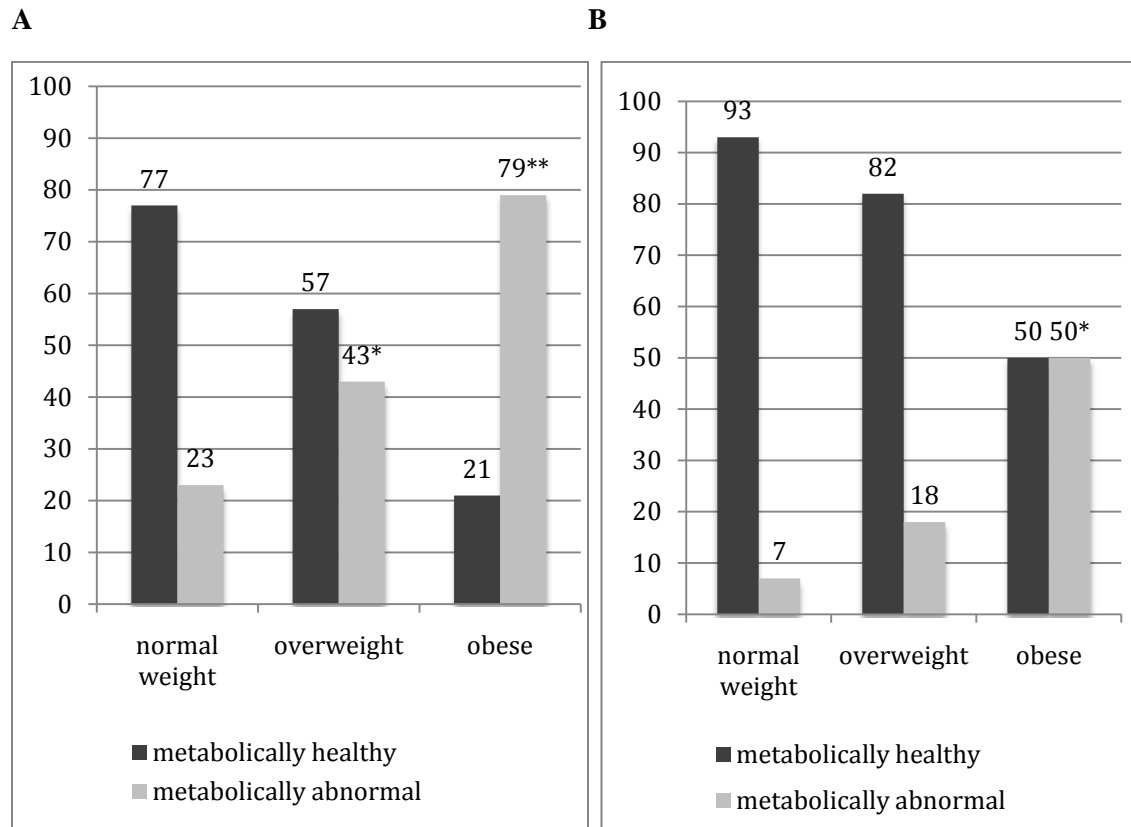 A
B
100
90
80
70
60
50
40
30
20
10
0
77
23
57
43*
21
79**
normal
weight
overweight
obese
metabolically healthy
metabolically abnormal
100
90
80
70
60
50
40
30
20
10
0
93
7
82
18
50 50*
normal
weight
overweight
obese
metabolically healthy
metabolically abnormal